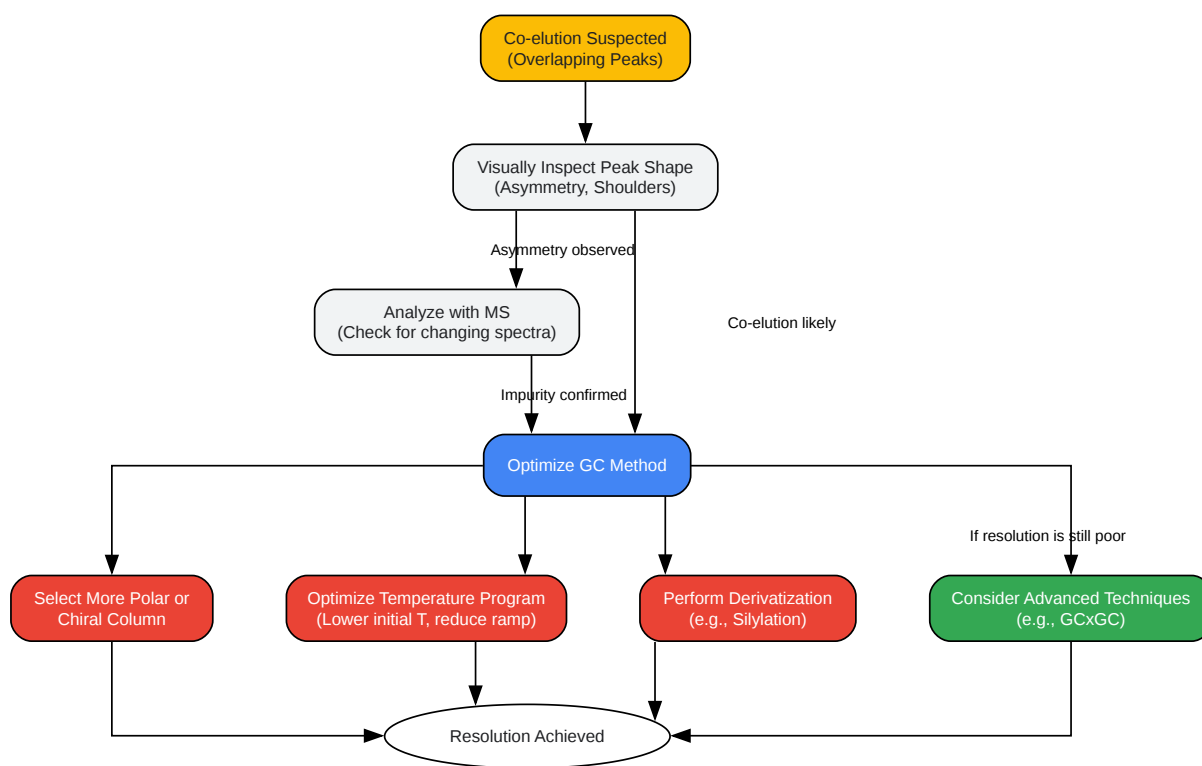 Co-elution Suspected
(Overlapping Peaks)
Visually Inspect Peak Shape
(Asymmetry, Shoulders)
Asymmetry observed
Analyze with MS
(Check for changing spectra)
Co-elution likely
Impurity confirmed
Optimize GC Method
If resolution is still poor
Select More Polar or
Chiral Column
Optimize Temperature Program
(Lower initial T, reduce ramp)
Perform Derivatization
(e.g., Silylation)
Consider Advanced Techniques
(e.g., GCxGC)
Resolution Achieved